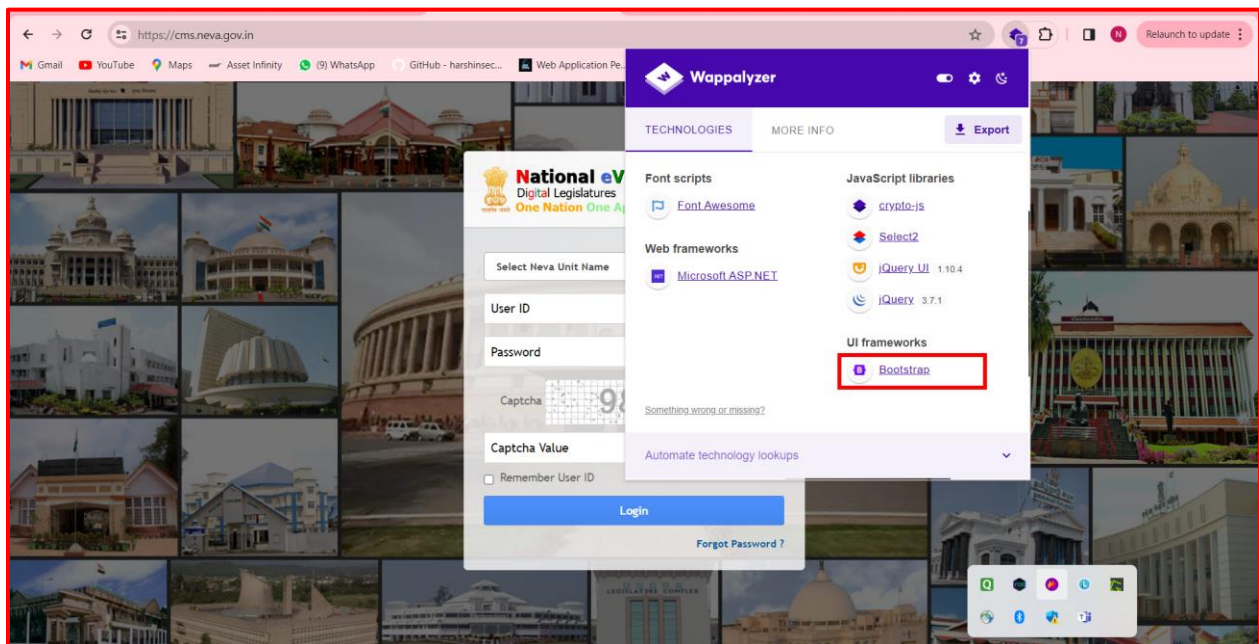 https://cms.neva.gov.in
7
N
Relaunch to update
Gmail
YouTube
Maps
Asset Infinity
(9) WhatsApp
GitHub - harshinsec...
Web Application Pe...
Wappalyzer
TECHNOLOGIES
MORE INFO
Export
Font scripts
Font Awesome
Web frameworks
Microsoft ASP.NET
JavaScript libraries
crypto-js
Select2
jQuery UI 1.10.4
jQuery 3.7.1
UI frameworks
Bootstrap
Something wrong or missing?
Automate technology lookups
National eV
Digital Legislatures
One Nation One A
Select Neva Unit Name
User ID
Password
Captcha
98
Captcha Value
Remember User ID
Login
Forgot Password ?
LEGISLATIVE COMPLEX